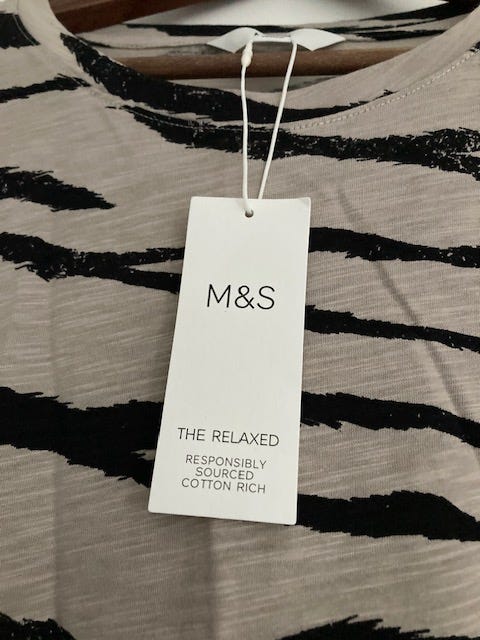 M&S
THE RELAXED
RESPONSIBLY
SOURCED
COTTON RICH